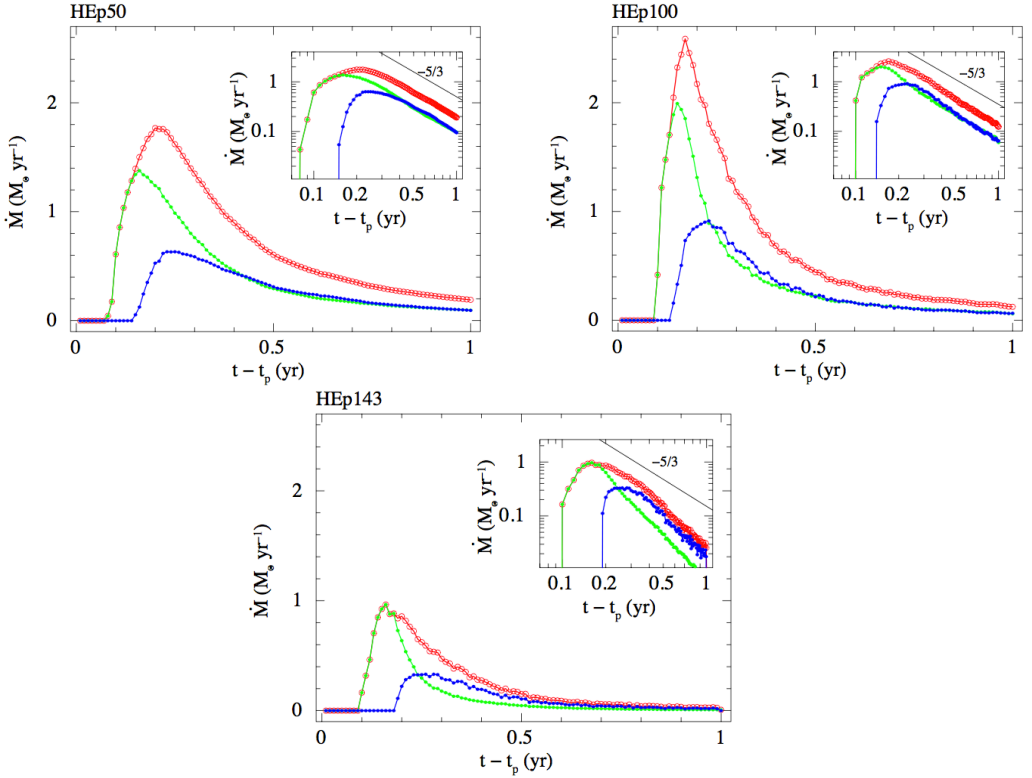 HEp50
Ṁ (M⊙ yr⁻¹)
2
1
0
0
0.5
1
t − tₚ (yr)
Ṁ (M⊙ yr⁻¹)
1
0.1
−5/3
0.1
0.2
0.5
1
t − tₚ (yr)
HEp100
Ṁ (M⊙ yr⁻¹)
2
1
0
0
0.5
1
t − tₚ (yr)
Ṁ (M⊙ yr⁻¹)
1
0.1
−5/3
0.1
0.2
0.5
1
t − tₚ (yr)
HEp143
Ṁ (M⊙ yr⁻¹)
2
1
0
0
0.5
1
t − tₚ (yr)
Ṁ (M⊙ yr⁻¹)
1
0.1
−5/3
0.1
0.2
0.5
1
t − tₚ (yr)